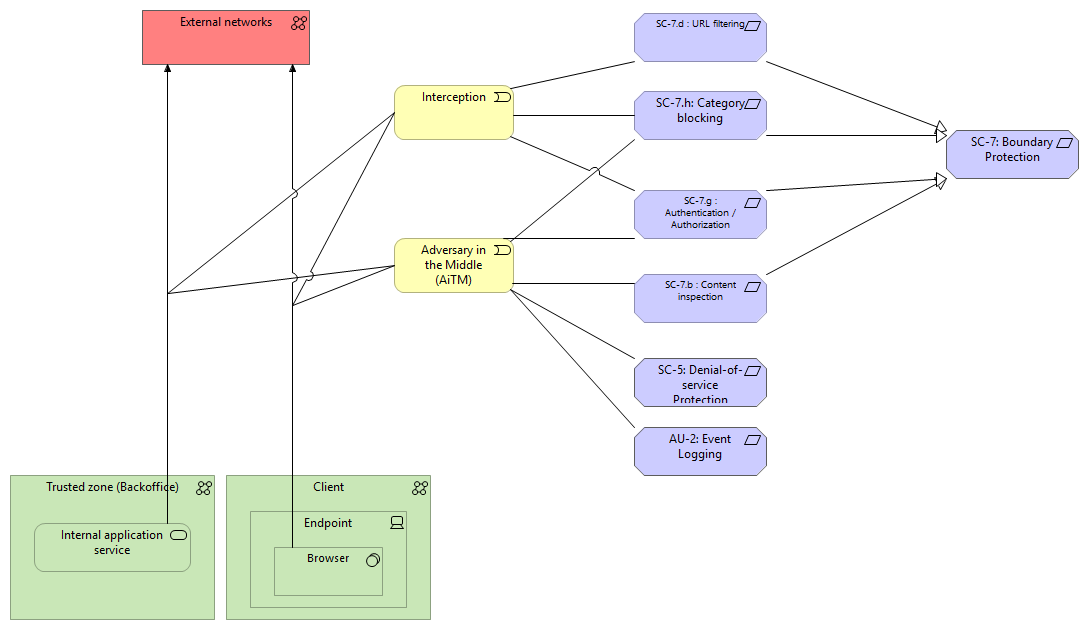 External networks
Interception
Adversary in
the Middle
(AiTM)
SC-7.d : URL filtering
SC-7.h: Category
blocking
SC-7.g :
Authentication /
Authorization
SC-7.b : Content
inspection
SC-5: Denial-of-
service
Protection
AU-2: Event
Logging
SC-7: Boundary
Protection
Trusted zone (Backoffice)
Internal application
service
Client
Endpoint
Browser